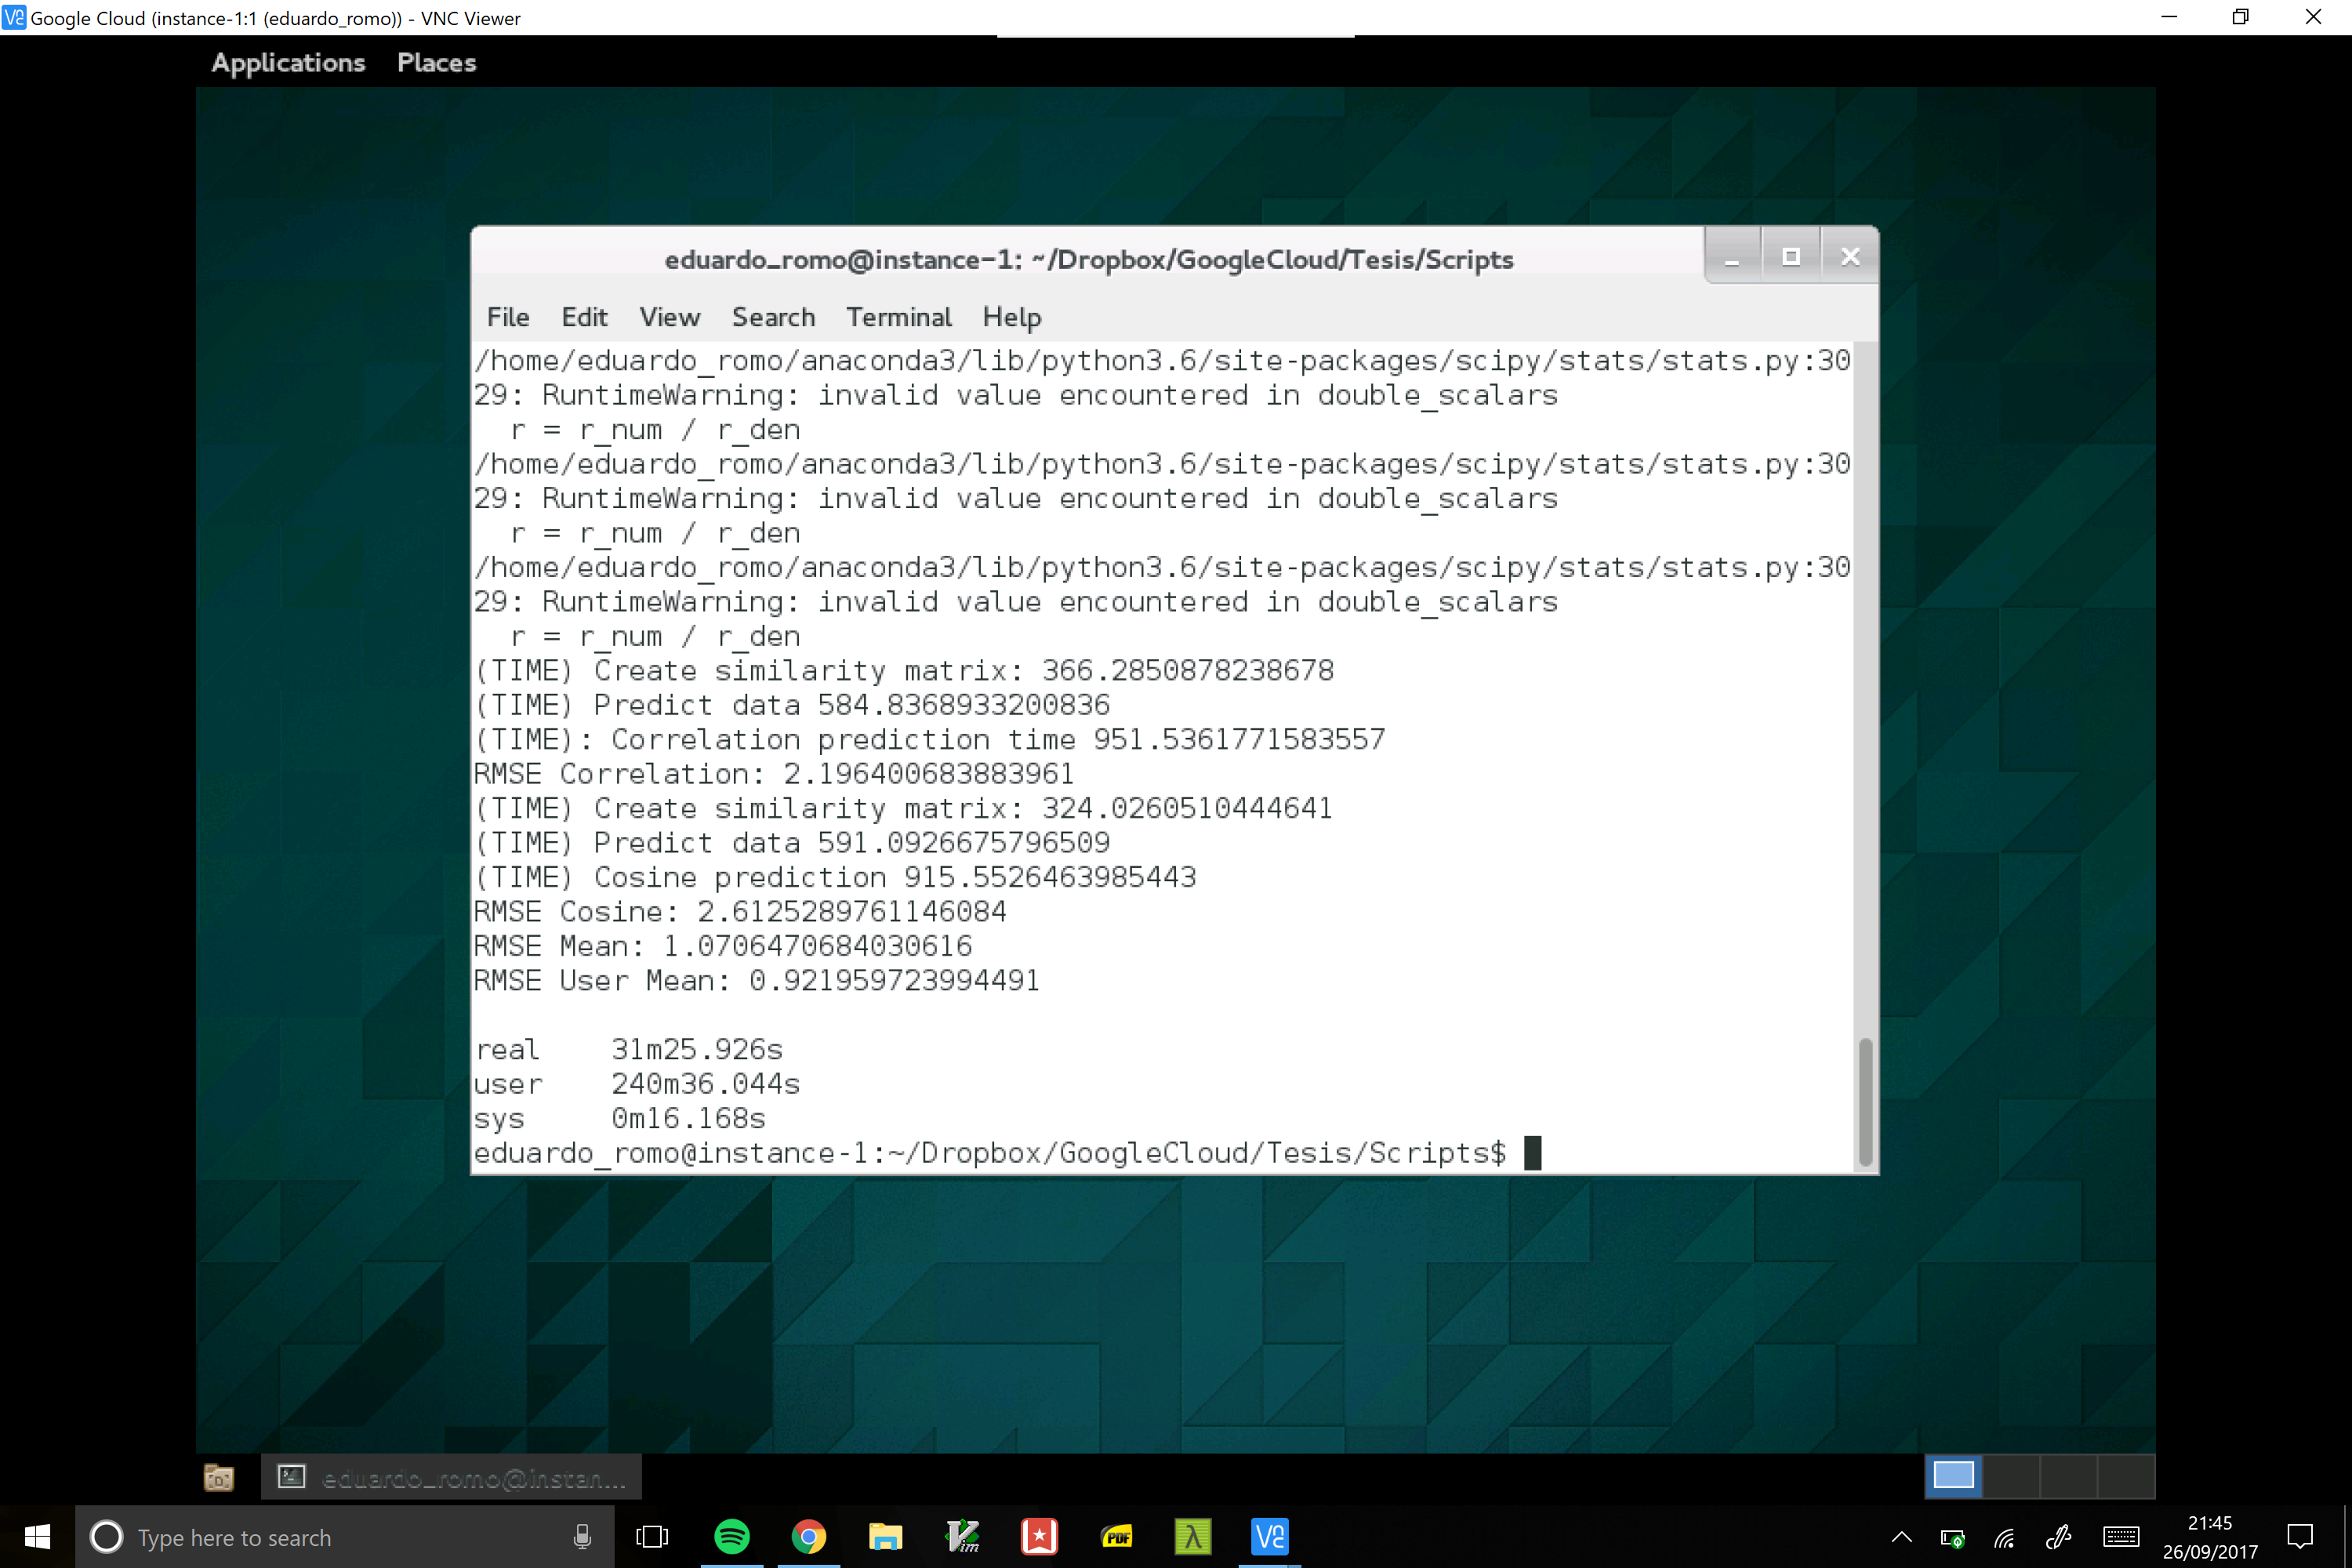 Google Cloud (instance-1:1 (eduardo_romo)) - VNC Viewer
Applications Places
eduardo_romo@instance-1: ~/Dropbox/GoogleCloud/Tesis/Scripts
File Edit View Search Terminal Help
/home/eduardo_romo/anaconda3/lib/python3.6/site-packages/scipy/stats/stats.py:30
29: RuntimeWarning: invalid value encountered in double_scalars
r = r_num / r_den
/home/eduardo_romo/anaconda3/lib/python3.6/site-packages/scipy/stats/stats.py:30
29: RuntimeWarning: invalid value encountered in double_scalars
r = r_num / r_den
/home/eduardo_romo/anaconda3/lib/python3.6/site-packages/scipy/stats/stats.py:30
29: RuntimeWarning: invalid value encountered in double_scalars
r = r_num / r_den
(TIME) Create similarity matrix: 366.2850878238678
(TIME) Predict data 584.8368933200836
(TIME): Correlation prediction time 951.5361771583557
RMSE Correlation: 2.196400683883961
(TIME) Create similarity matrix: 324.0260510444641
(TIME) Predict data 591.0926675796509
(TIME) Cosine prediction 915.5526463985443
RMSE Cosine: 2.6125289761146084
RMSE Mean: 1.0706470684030616
RMSE User Mean: 0.921959723994491
real 31m25.926s
user 240m36.044s
sys 0m16.168s
eduardo_romo@instance-1:~/Dropbox/GoogleCloud/Tesis/Scripts$
eduardo_romo@instan...
Type here to search
Vim
PDF
21:45
26/09/2017